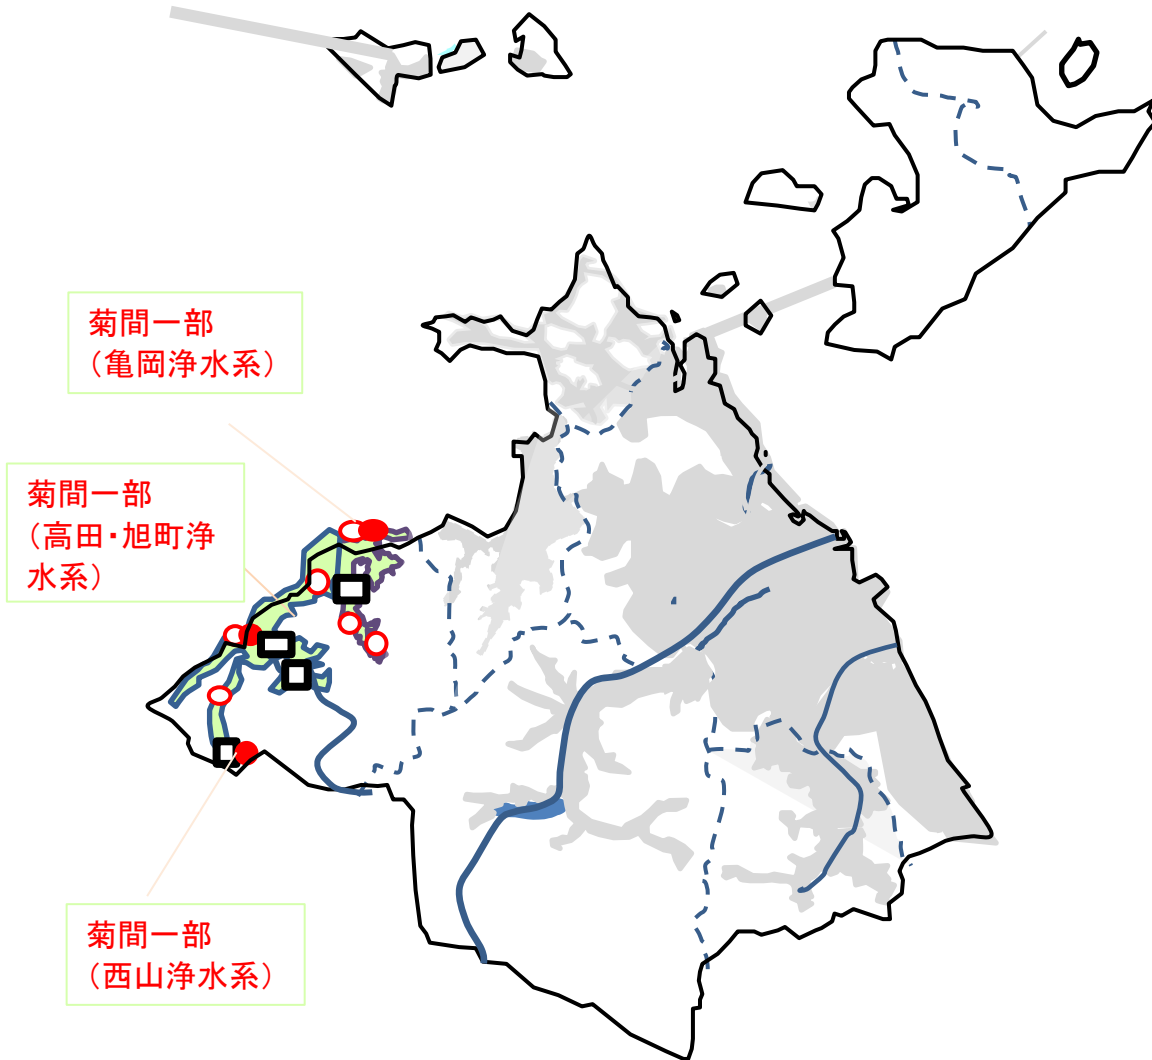 菊間一部
（亀岡浄水系）
菊間一部
（高田・旭町浄
水系）
菊間一部
（西山浄水系）